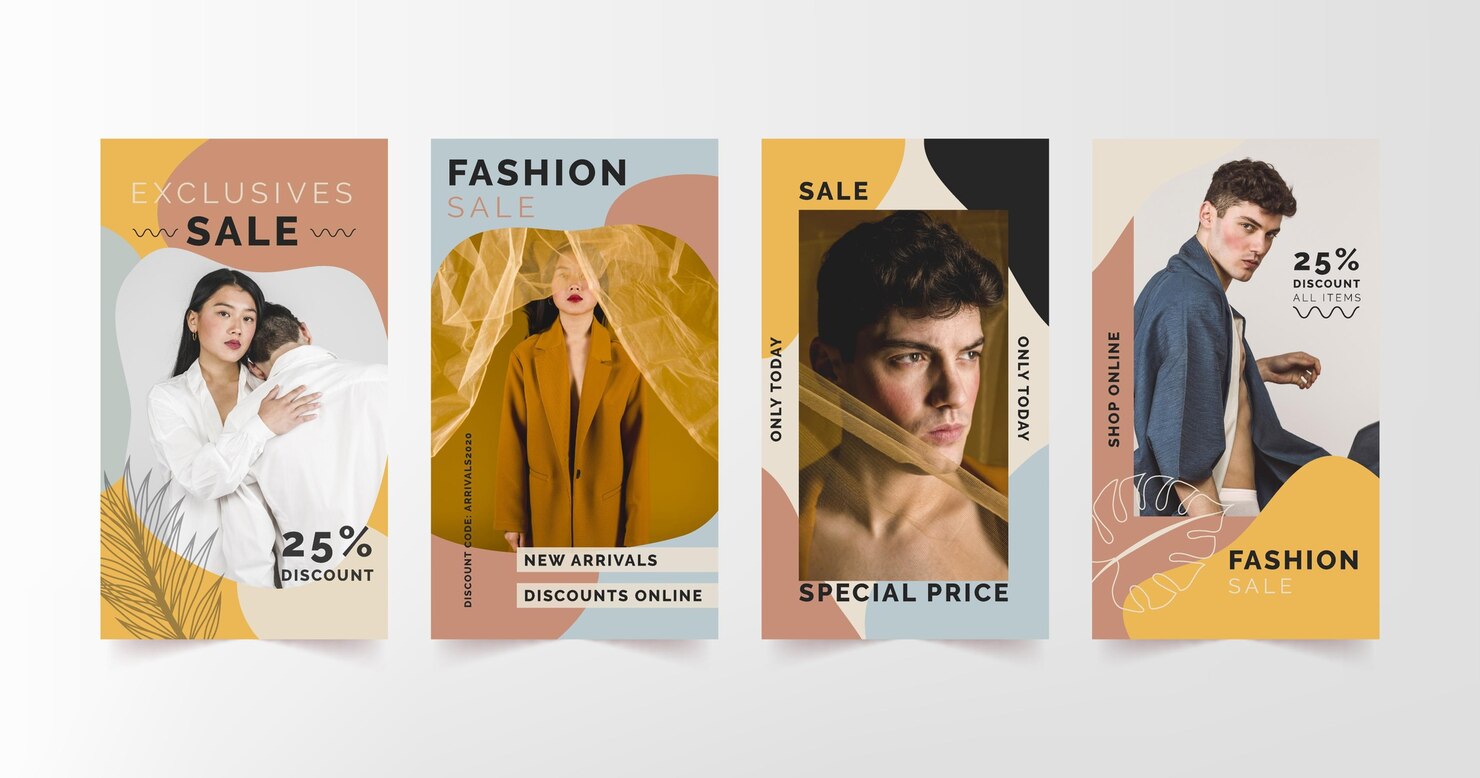 EXCLUSIVES
SALE
25%
DISCOUNT
FASHION
SALE
DISCOUNT CODE: ARRIVALS2020
NEW ARRIVALS
DISCOUNTS ONLINE
SALE
ONLY TODAY
ONLY TODAY
SPECIAL PRICE
25%
DISCOUNT
ALL ITEMS
SHOP ONLINE
FASHION
SALE